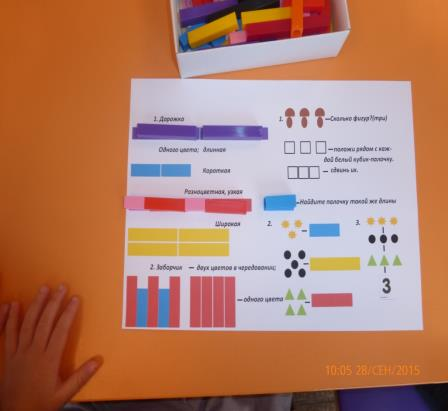 1. Дорожка
Одного цвета; длинная
Короткая
Разноцветная, узкая
Широкая
2. Заборчик — двух цветов в чередовании;
— одного цвета
1.
—Сколько фигур?(три)
—положи рядом с каж-
дой белый кубик-палочку.
— сдвинь их.
—Найдите палочку такой же длины
2.
3.
3
10:05 28/СЕН/2015